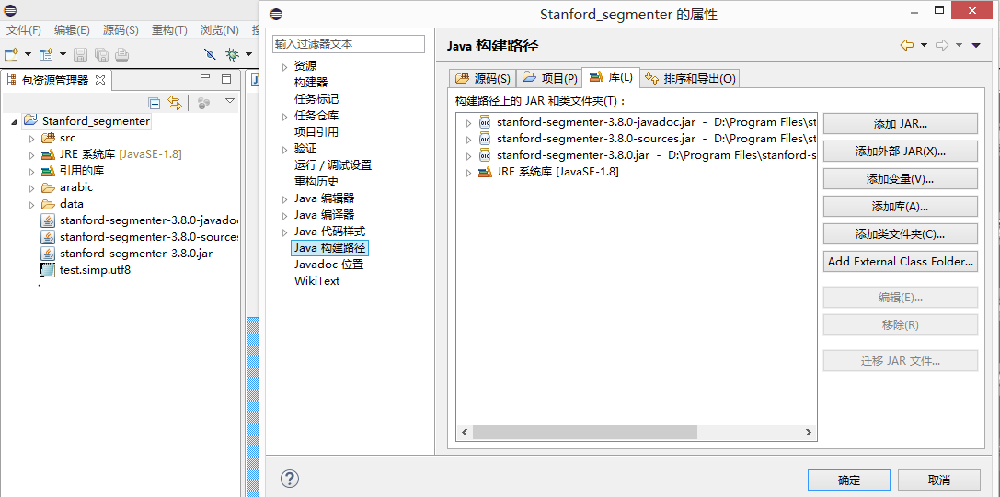 Stanford_segmenter 的属性
文件(F) 编辑(E) 源码(S) 重构(T) 浏览(N)
包资源管理器
Stanford_segmenter
src
JRE 系统库 [JavaSE-1.8]
引用的库
arabic
data
stanford-segmenter-3.8.0-javadoc
stanford-segmenter-3.8.0-sources
stanford-segmenter-3.8.0.jar
test.simp.utf8
输入过滤器文本
资源
构建器
任务标记
任务仓库
项目引用
验证
运行/调试设置
重构历史
Java 编辑器
Java 编译器
Java 代码样式
Java 构建路径
Javadoc 位置
WikiText
Java 构建路径
源码(S) 项目(P) 库(L) 排序和导出(O)
构建路径上的 JAR 和类文件夹(T)：
stanford-segmenter-3.8.0-javadoc.jar - D:\Program Files\st
stanford-segmenter-3.8.0-sources.jar - D:\Program Files\st
stanford-segmenter-3.8.0.jar - D:\Program Files\stanford-s
JRE 系统库 [JavaSE-1.8]
添加 JAR...
添加外部 JAR(X)...
添加变量(V)...
添加库(A)...
添加类文件夹(C)...
Add External Class Folder...
编辑(E)...
移除(R)
迁移 JAR 文件...
确定 取消